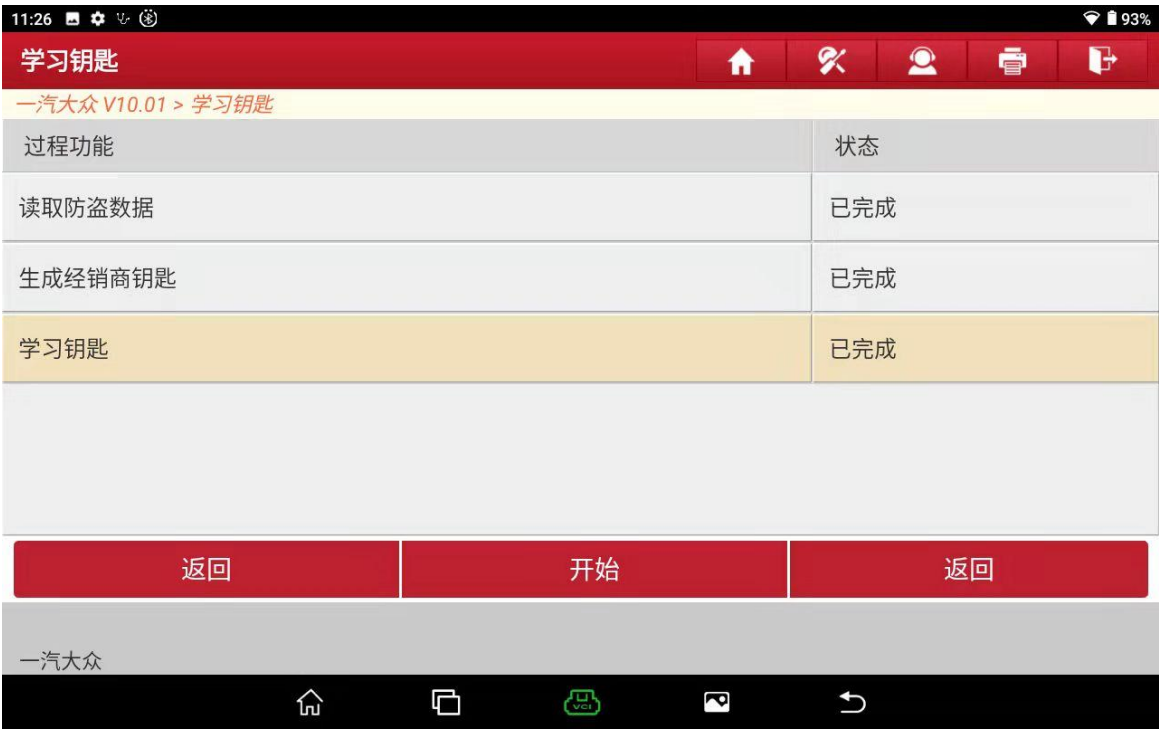 11:26 93%
学习钥匙
一汽大众 V10.01 > 学习钥匙
过程功能 状态
读取防盗数据 已完成
生成经销商钥匙 已完成
学习钥匙 已完成
返回 开始 返回
一汽大众
VCI